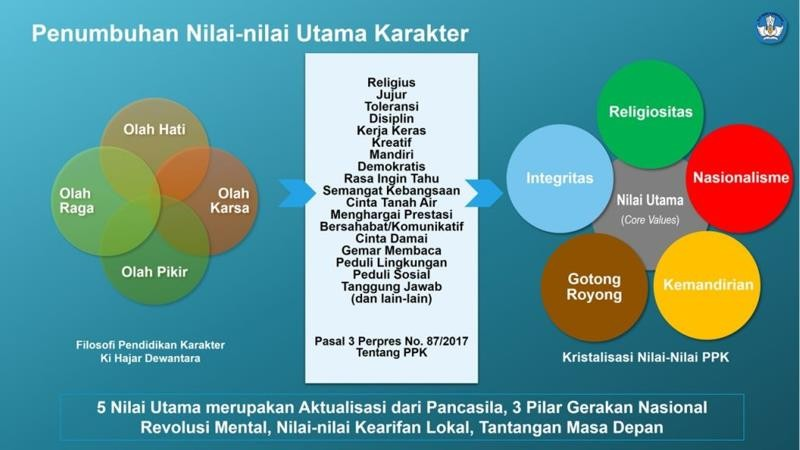 Penumbuhan Nilai-nilai Utama Karakter
Olah Hati
Olah
Raga
Olah
Karsa
Olah Pikir
Filosofi Pendidikan Karakter
Ki Hajar Dewantara
Religius
Jujur
Toleransi
Disiplin
Kerja Keras
Kreatif
Mandiri
Demokratis
Rasa Ingin Tahu
Semangat Kebangsaan
Cinta Tanah Air
Menghargai Prestasi
Bersahabat/Komunikatif
Cinta Damai
Gemar Membaca
Peduli Lingkungan
Peduli Sosial
Tanggung Jawab
(dan lain-lain)
Pasal 3 Perpres No. 87/2017
Tentang PPK
Religiositas
Integritas
Nasionalisme
Nilai Utama
(Core Values)
Gotong
Royong
Kemandirian
Kristalisasi Nilai-Nilai PPK
5 Nilai Utama merupakan Aktualisasi dari Pancasila, 3 Pilar Gerakan Nasional
Revolusi Mental, Nilai-nilai Kearifan Lokal, Tantangan Masa Depan